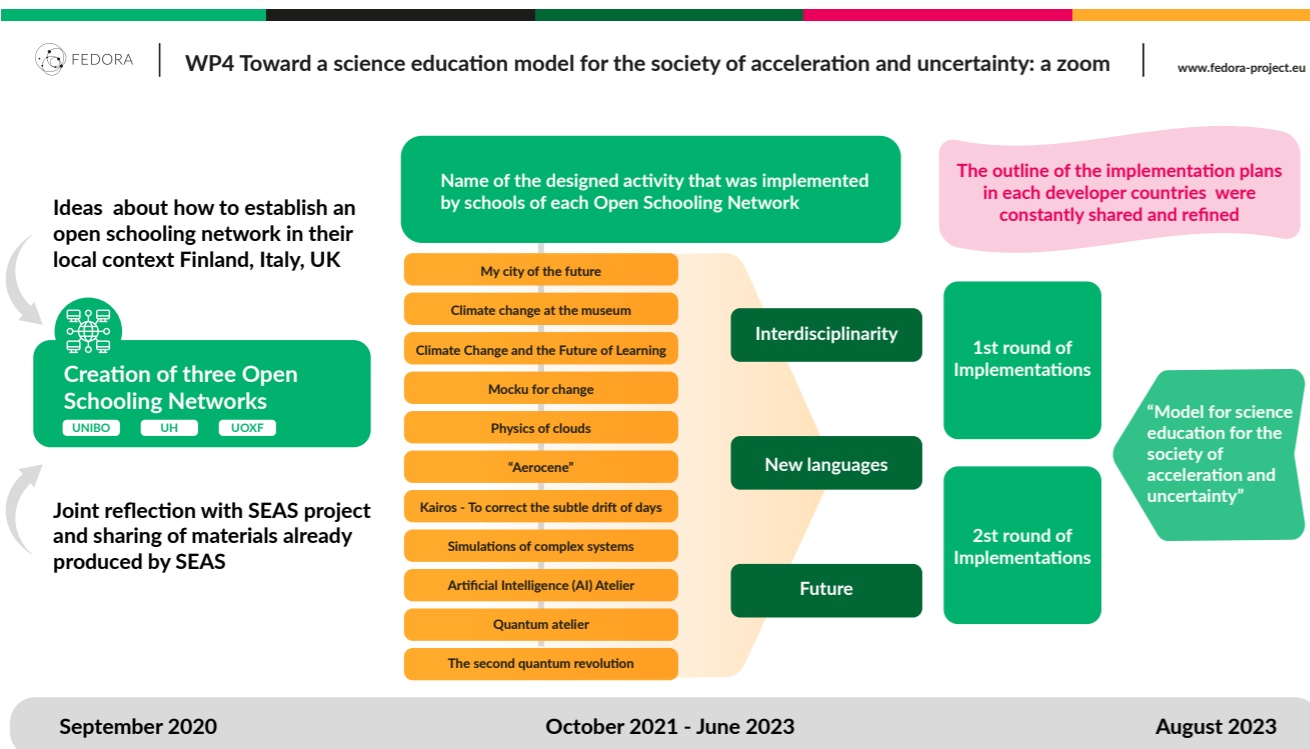 FEDORA
WP4 Toward a science education model for the society of acceleration and uncertainty: a zoom
www.fedora-project.eu
Ideas about how to establish an
open schooling network in their
local context Finland, Italy, UK
Creation of three Open
Schooling Networks
UNIBO
UH
UOXF
Joint reflection with SEAS project
and sharing of materials already
produced by SEAS
Name of the designed activity that was implemented
by schools of each Open Schooling Network
My city of the future
Climate change at the museum
Climate Change and the Future of Learning
Mocku for change
Physics of clouds
“Aerocene”
Kairos - To correct the subtle drift of days
Simulations of complex systems
Artificial Intelligence (AI) Atelier
Quantum atelier
The second quantum revolution
Interdisciplinarity
New languages
Future
The outline of the implementation plans
in each developer countries were
constantly shared and refined
1st round of
Implementations
2st round of
Implementations
“Model for science
education for the
society of
acceleration and
uncertainty”
September 2020
October 2021 - June 2023
August 2023